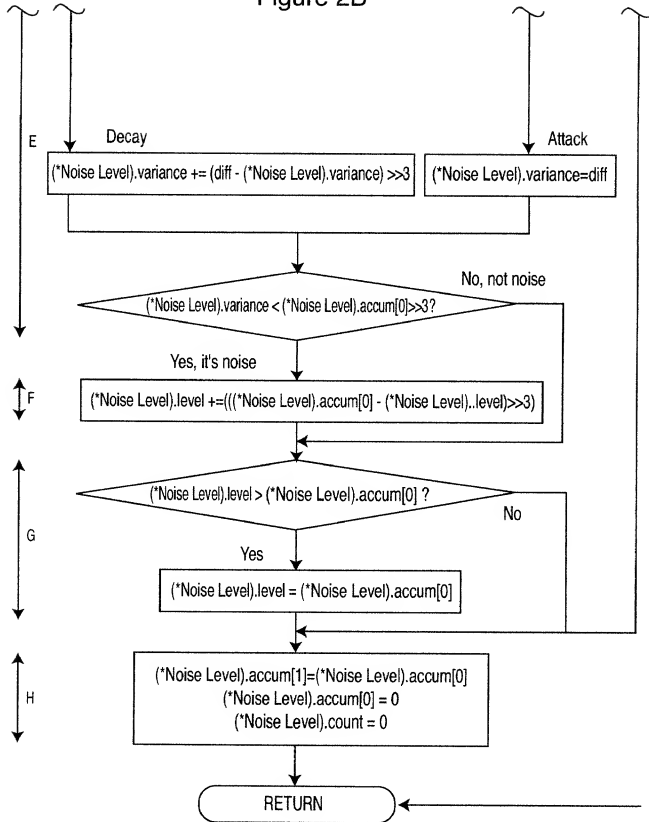 Figure 2B
E
Decay
Attack
(*Noise Level).variance += (diff - (*Noise Level).variance) >>3
(*Noise Level).variance=diff
No, not noise
(*Noise Level).variance < (*Noise Level).accum[0]>>3?
Yes, it's noise
F
(*Noise Level).level +=(((*Noise Level).accum[0] - (*Noise Level)..level)>>3)
(*Noise Level).level > (*Noise Level).accum[0] ?
No
G
Yes
(*Noise Level).level = (*Noise Level).accum[0]
(*Noise Level).accum[1]=(*Noise Level).accum[0]
H
(*Noise Level).accum[0] = 0
(*Noise Level).count = 0
RETURN